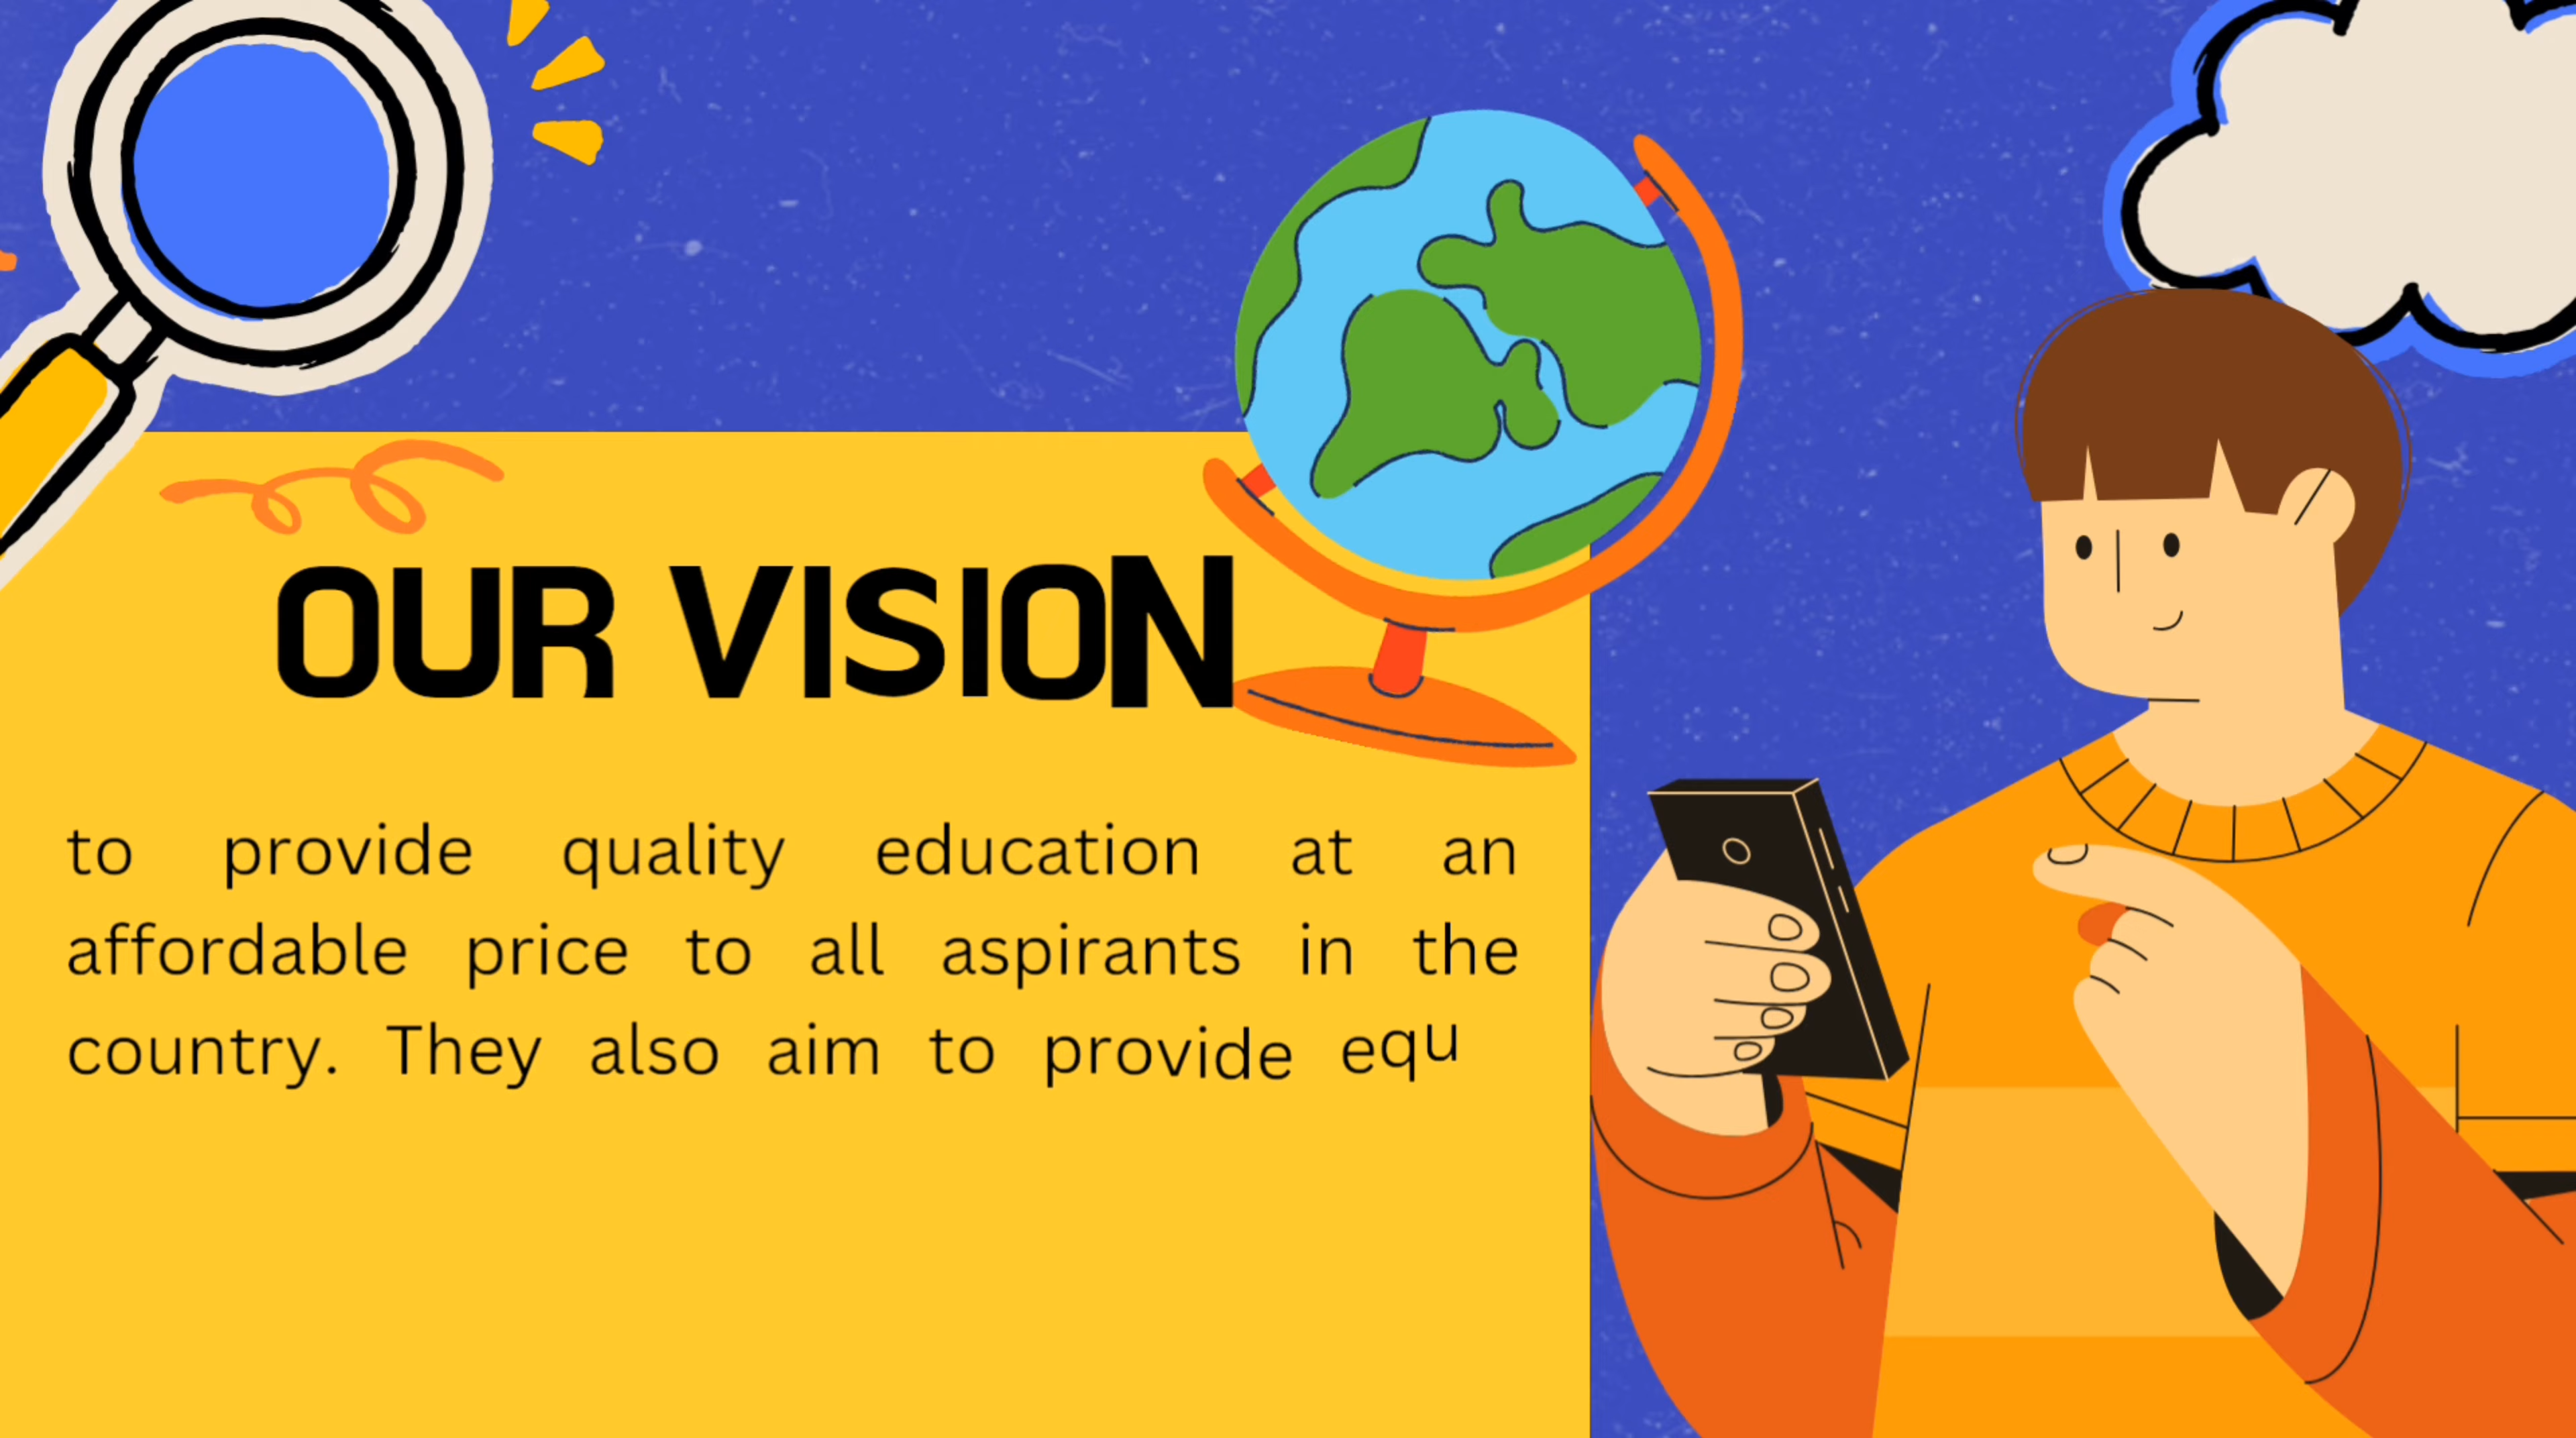 OUR VISION
to provide quality education at an
affordable price to all aspirants in the
country. They also aim to provide equ